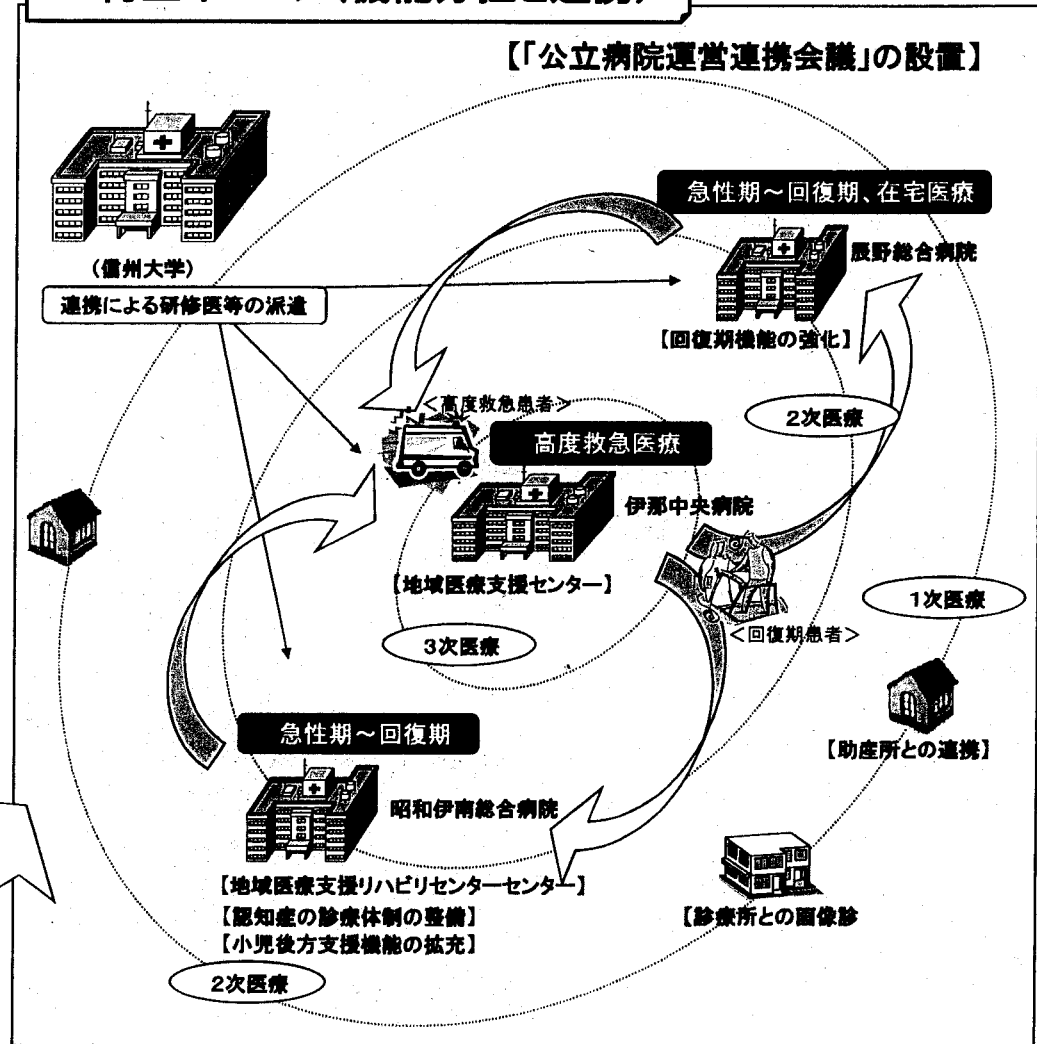 【「公立病院運営連携会議」の設置】
急性期～回復期、在宅医療
辰野総合病院
(信州大学)
連携による研修医等の派遣
【回復期機能の強化】
2次医療
＜高度救急患者＞
高度救急医療
伊那中央病院
【地域医療支援センター】
1次医療
＜回復期患者＞
3次医療
急性期～回復期
【助産所との連携】
昭和伊南総合病院
【地域医療支援リハビリセンターセンター】
【認知症の診療体制の整備】
【診療所との画像診
【小児後方支援機能の拡充】
2次医療